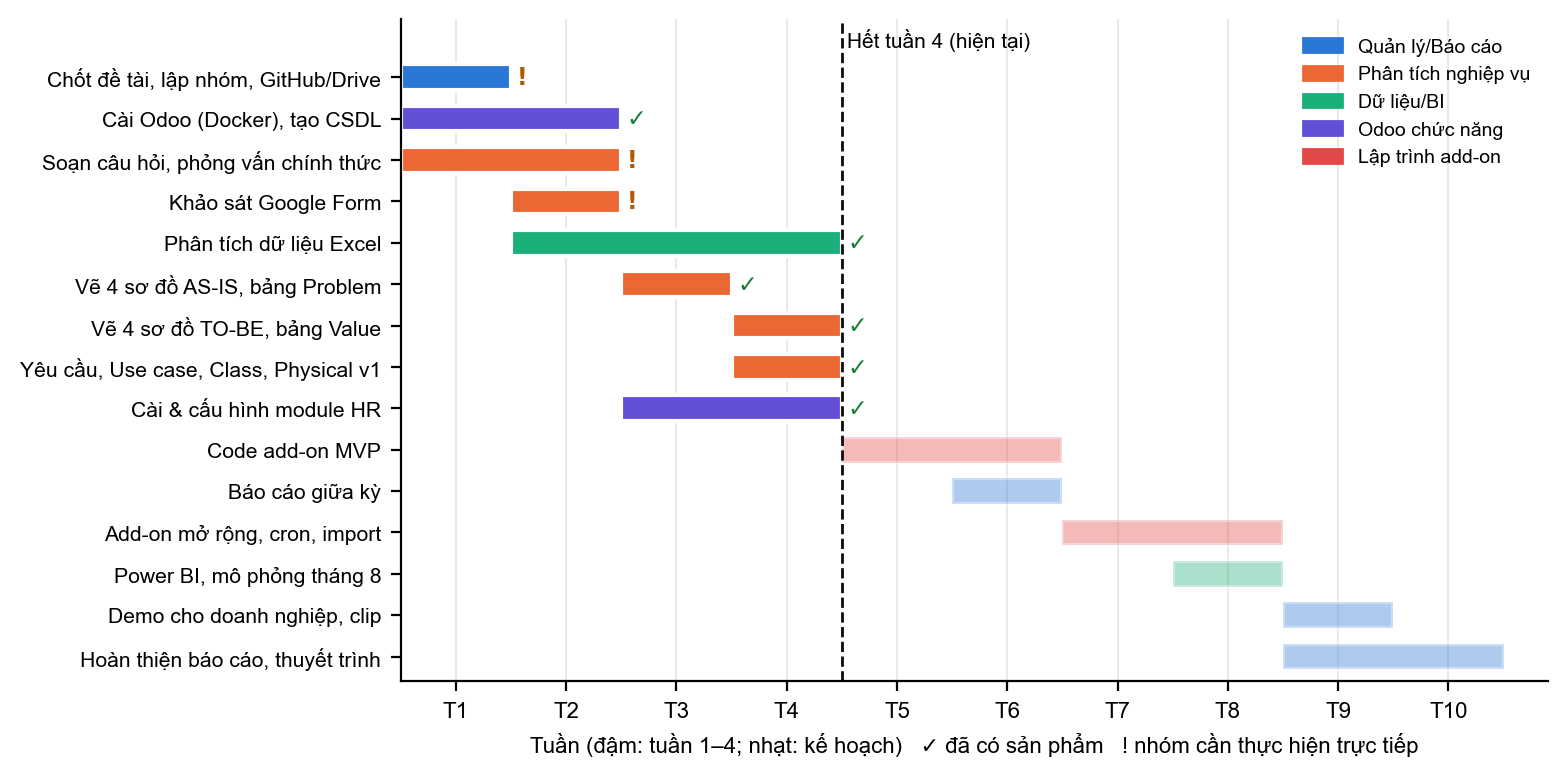 Hết tuần 4 (hiện tại)
Quản lý/Báo cáo
Phân tích nghiệp vụ
Dữ liệu/BI
Odoo chức năng
Lập trình add-on
Chốt đề tài, lập nhóm, GitHub/Drive !
Cài Odoo (Docker), tạo CSDL ✓
Soạn câu hỏi, phỏng vấn chính thức !
Khảo sát Google Form !
Phân tích dữ liệu Excel ✓
Vẽ 4 sơ đồ AS-IS, bảng Problem ✓
Vẽ 4 sơ đồ TO-BE, bảng Value ✓
Yêu cầu, Use case, Class, Physical v1 ✓
Cài & cấu hình module HR ✓
Code add-on MVP
Báo cáo giữa kỳ
Add-on mở rộng, cron, import
Power BI, mô phỏng tháng 8
Demo cho doanh nghiệp, clip
Hoàn thiện báo cáo, thuyết trình
T1 T2 T3 T4 T5 T6 T7 T8 T9 T10
Tuần (đậm: tuần 1–4; nhạt: kế hoạch) ✓ đã có sản phẩm ! nhóm cần thực hiện trực tiếp